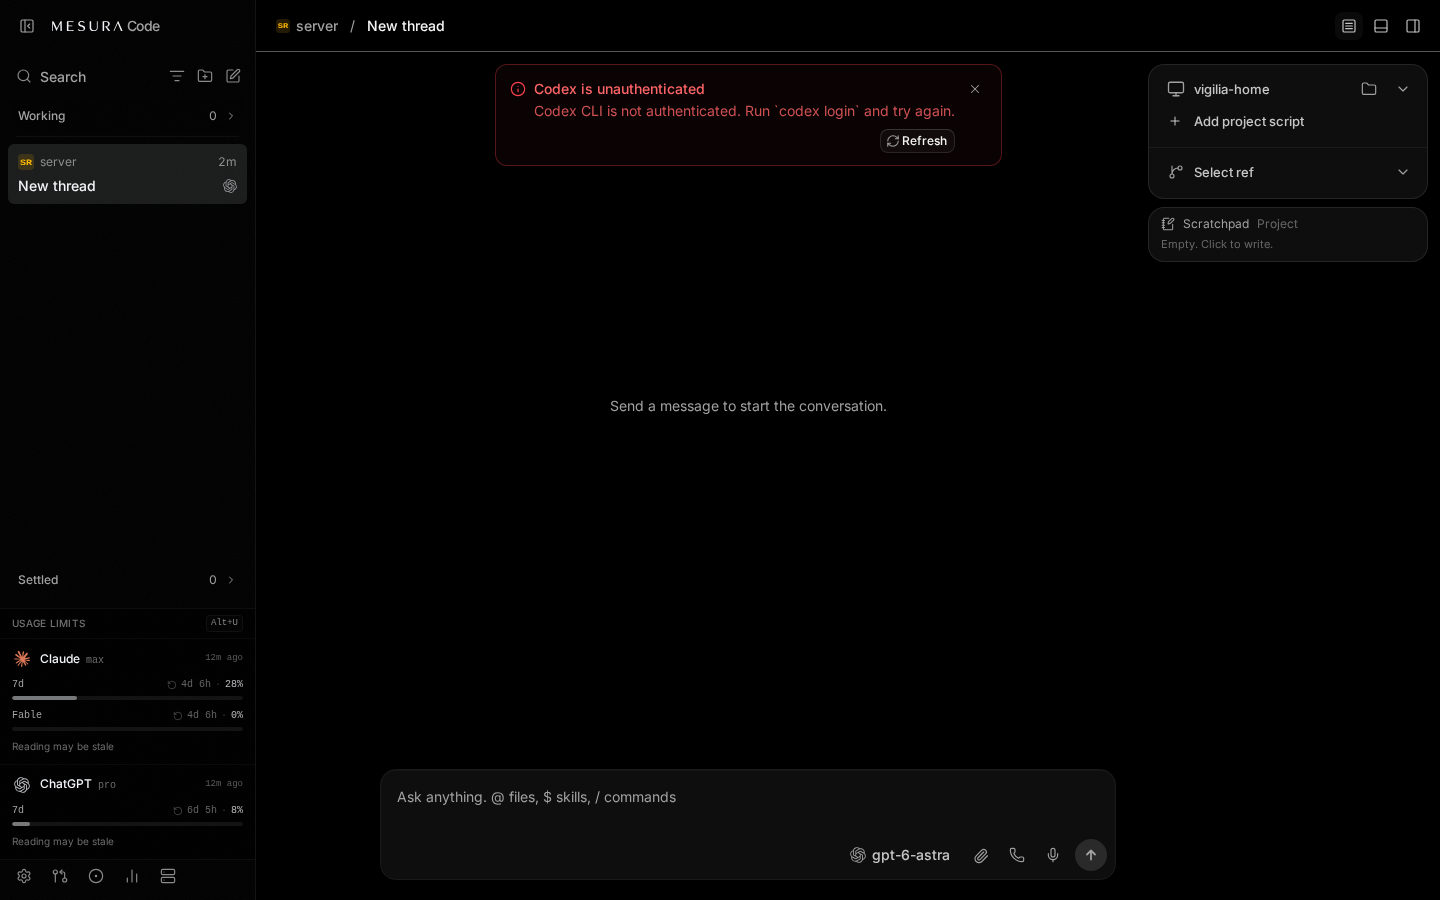 MESURA Code
Search
Working 0
SR server 2m
New thread
Settled 0
USAGE LIMITS Alt+U
Claude max 12m ago
7d 4d 6h · 28%
Fable 4d 6h · 0%
Reading may be stale
ChatGPT pro 12m ago
7d 6d 5h · 8%
Reading may be stale
SR server / New thread
Codex is unauthenticated
Codex CLI is not authenticated. Run `codex login` and try again.
Refresh
Send a message to start the conversation.
Ask anything. @ files, $ skills, / commands
gpt-6-astra
vigilia-home
Add project script
Select ref
Scratchpad Project
Empty. Click to write.